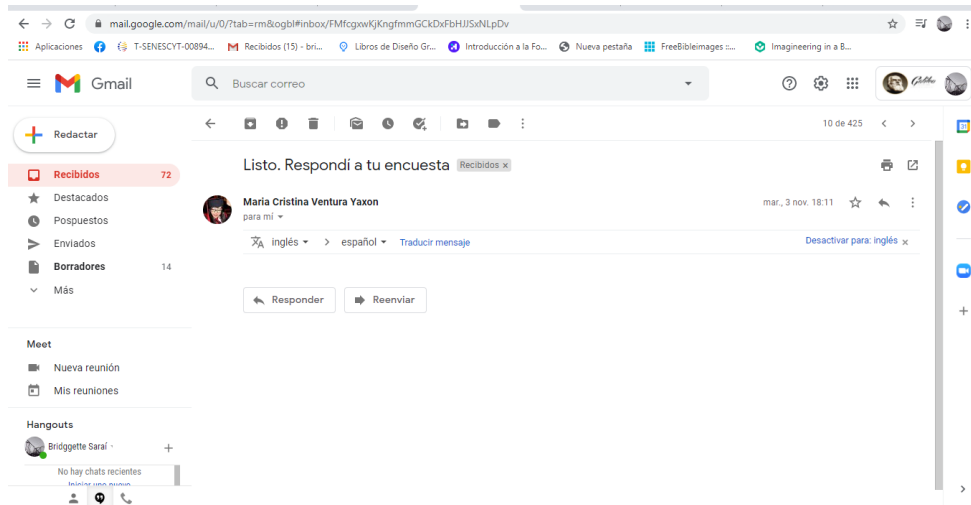 mail.google.com/mail/u/0/?tab=rm&ogbl#inbox/FMfcgxwKjKngfmmGCkDxFbHJJSxNLpDv
Aplicaciones T-SENESCYT-00894... Recibidos (15) - bri... Libros de Diseño Gr... Introducción a la Fo... Nueva pestaña FreeBibleimages ::... Imagineering in a B...
Gmail Buscar correo
10 de 425
Redactar
Listo. Respondí a tu encuesta Recibidos x
Recibidos 72
Destacados
Pospuestos
Enviados
Borradores 14
Más
Maria Cristina Ventura Yaxon mar., 3 nov. 18:11
para mí
inglés > español Traducir mensaje Desactivar para: inglés x
Responder Reenviar
Meet
Nueva reunión
Mis reuniones
Hangouts
Bridggette Saraí
No hay chats recientes
Iniciar uno nuevo